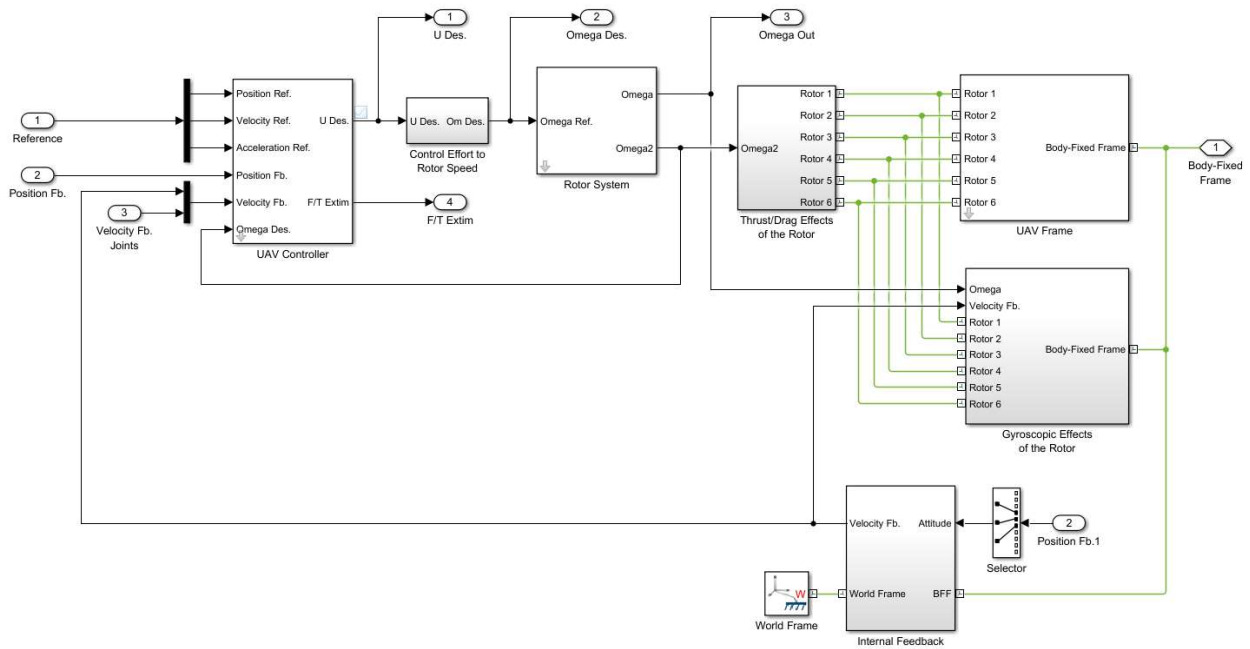 1
U Des.
2
Omega Des.
3
Omega Out
1
Reference
2
Position Fb.
3
Velocity Fb.
Joints
Position Ref.
Velocity Ref.
Acceleration Ref.
Position Fb.
Velocity Fb.
Omega Des.
U Des.
F/T Extim
UAV Controller
U Des.
Om Des.
Control Effort to
Rotor Speed
4
F/T Extim
Omega Ref.
Omega
Omega2
Rotor System
Omega2
Rotor 1
Rotor 2
Rotor 3
Rotor 4
Rotor 5
Rotor 6
Thrust/Drag Effects
of the Rotor
Rotor 1
Rotor 2
Rotor 3
Rotor 4
Rotor 5
Rotor 6
Body-Fixed Frame
UAV Frame
1
Body-Fixed
Frame
Omega
Velocity Fb.
Rotor 1
Rotor 2
Rotor 3
Rotor 4
Rotor 5
Rotor 6
Body-Fixed Frame
Gyroscopic Effects
of the Rotor
Velocity Fb.
Attitude
World Frame
BFF
Internal Feedback
Selector
2
Position Fb.1
W
World Frame